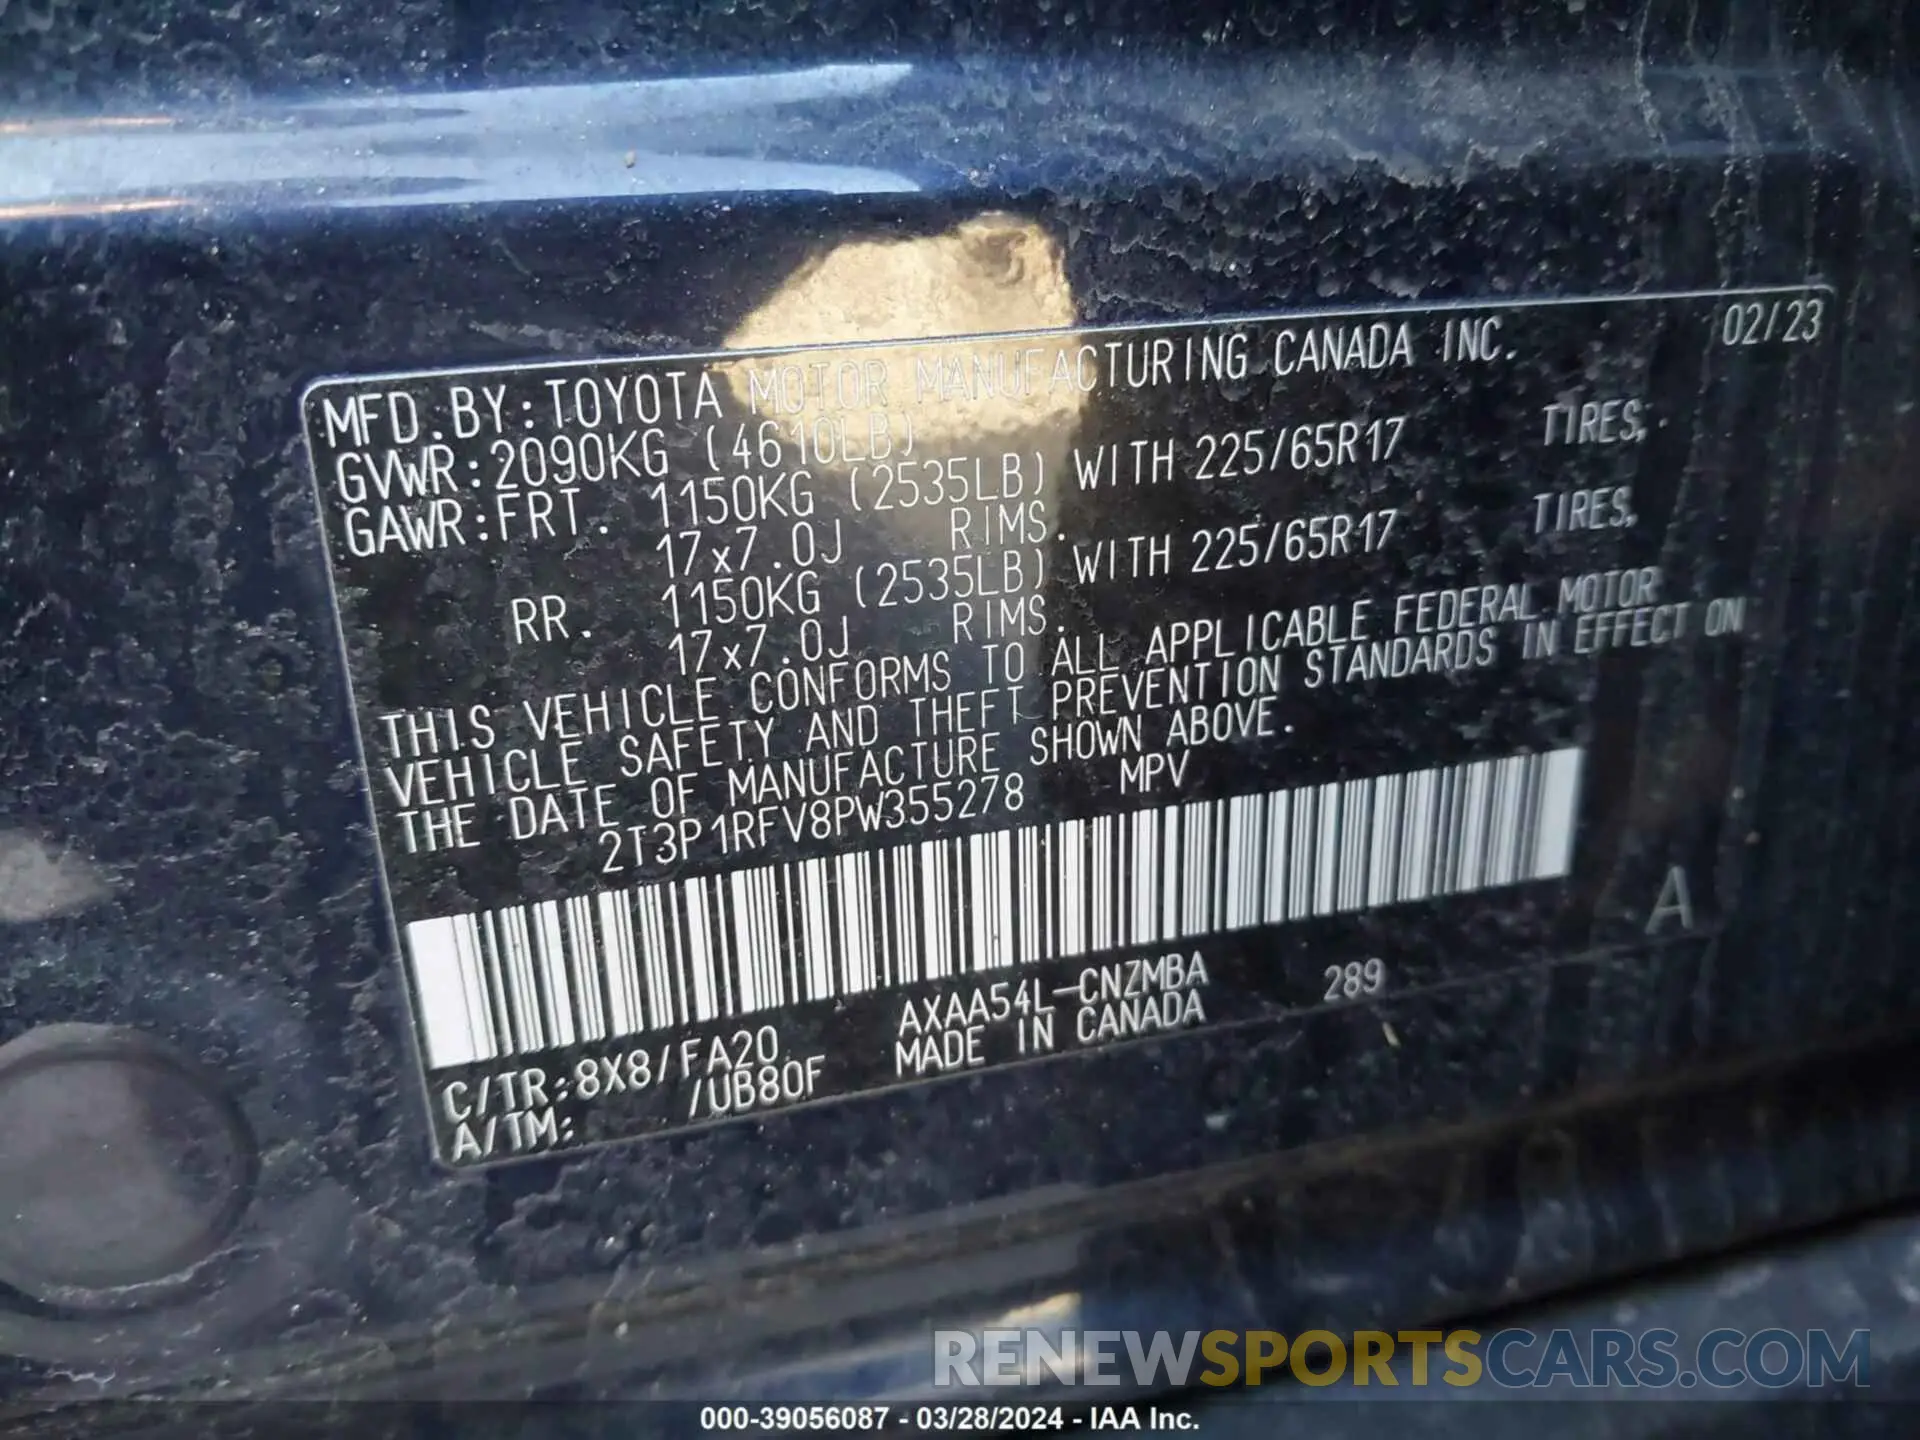 MFD.BY:TOYOTA MOTOR MANUFACTURING CANADA INC. 02/23
GVWR:2090KG (4610LB)
GAWR:FRT. 1150KG (2535LB) WITH 225/65R17 TIRES,
17x7.0J RIMS.
RR. 1150KG (2535LB) WITH 225/65R17 TIRES,
17x7.0J RIMS.
THIS VEHICLE CONFORMS TO ALL APPLICABLE FEDERAL MOTOR
VEHICLE SAFETY AND THEFT PREVENTION STANDARDS IN EFFECT ON
THE DATE OF MANUFACTURE SHOWN ABOVE.
2T3P1RFV8PW355278 MPV
A
C/TR:8X8/FA20 AXAA54L-CNZMBA 289
A/TM: /UB80F MADE IN CANADA
RENEWSPORTSCARS.COM
000-39056087 - 03/28/2024 - IAA Inc.